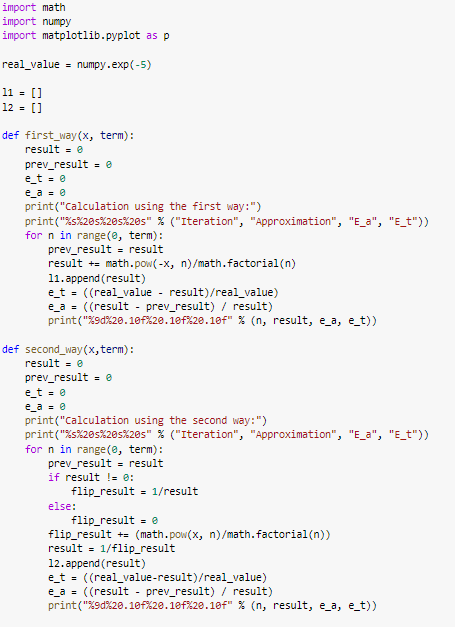 import math
import numpy
import matplotlib.pyplot as p

real_value = numpy.exp(-5)

l1 = []
l2 = []

def first_way(x, term):
    result = 0
    prev_result = 0
    e_t = 0
    e_a = 0
    print("Calculation using the first way:")
    print("%s%20s%20s%20s" % ("Iteration", "Approximation", "E_a", "E_t"))
    for n in range(0, term):
        prev_result = result
        result += math.pow(-x, n)/math.factorial(n)
        l1.append(result)
        e_t = ((real_value - result)/real_value)
        e_a = ((result - prev_result) / result)
        print("%9d%20.10f%20.10f%20.10f" % (n, result, e_a, e_t))

def second_way(x,term):
    result = 0
    prev_result = 0
    e_t = 0
    e_a = 0
    print("Calculation using the second way:")
    print("%s%20s%20s%20s" % ("Iteration", "Approximation", "E_a", "E_t"))
    for n in range(0, term):
        prev_result = result
        if result != 0:
            flip_result = 1/result
        else:
            flip_result = 0
        flip_result += (math.pow(x, n)/math.factorial(n))
        result = 1/flip_result
        l2.append(result)
        e_t = ((real_value-result)/real_value)
        e_a = ((result - prev_result) / result)
        print("%9d%20.10f%20.10f%20.10f" % (n, result, e_a, e_t))